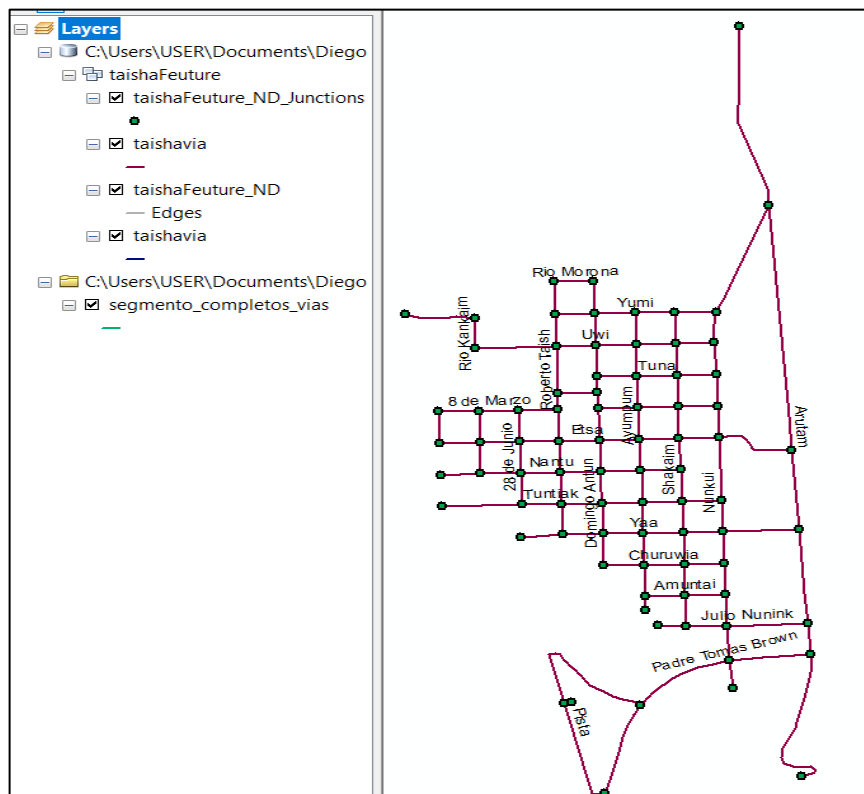 Layers
C:\Users\USER\Documents\Diego
taishaFeuture
taishaFeuture_ND_Junctions
taishavia
taishaFeuture_ND
Edges
taishavia
C:\Users\USER\Documents\Diego
segmento_completos_vias
Rio Morona
Yumi
Rio Kankaim
Uwi
Roberto Taish
Tuna
8 de Marzo
Ayumpum
Arutam
Etsa
28 de Junio
Nantu
Shakaim
Nunkui
Tuntiak
Domingo Antun
Yaa
Churuwia
Amuntai
Julio Nunink
Padre Tomas Brown
Pista